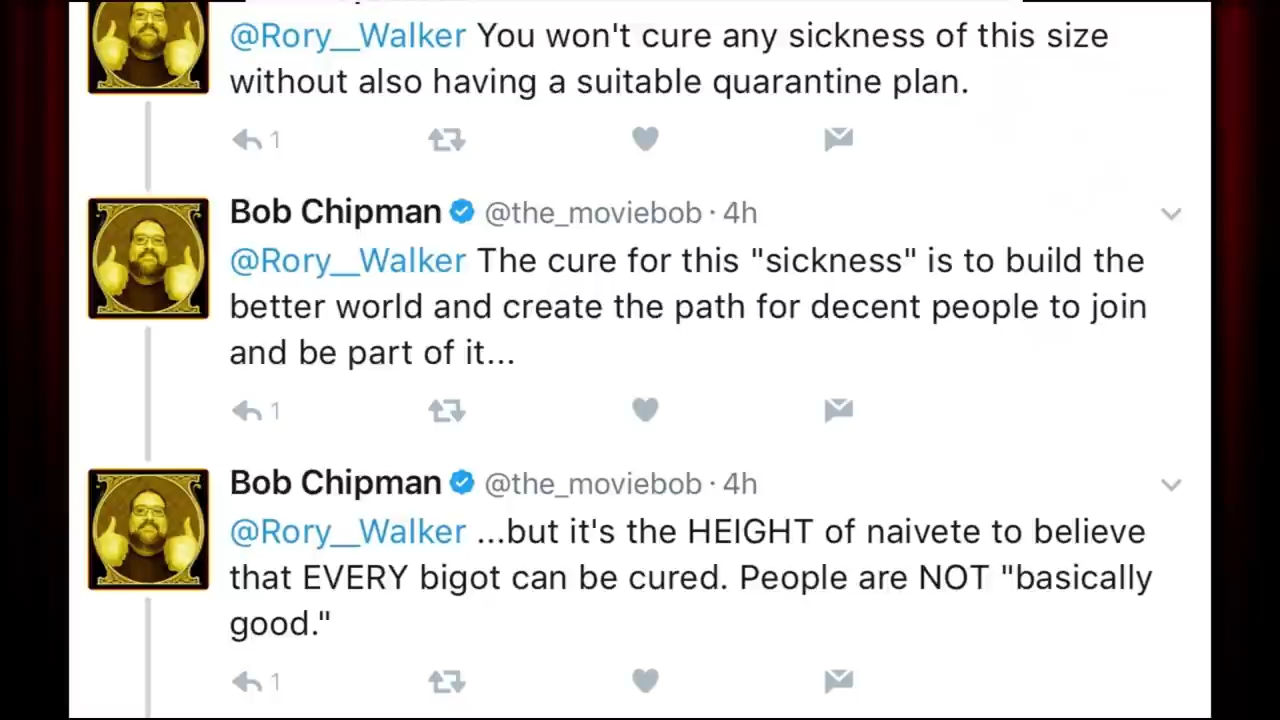 @Rory__Walker You won't cure any sickness of this size
without also having a suitable quarantine plan.
1
Bob Chipman @the_moviebob · 4h
@Rory__Walker The cure for this "sickness" is to build the
better world and create the path for decent people to join
and be part of it...
1
Bob Chipman @the_moviebob · 4h
@Rory__Walker ...but it's the HEIGHT of naivete to believe
that EVERY bigot can be cured. People are NOT "basically
good."
1